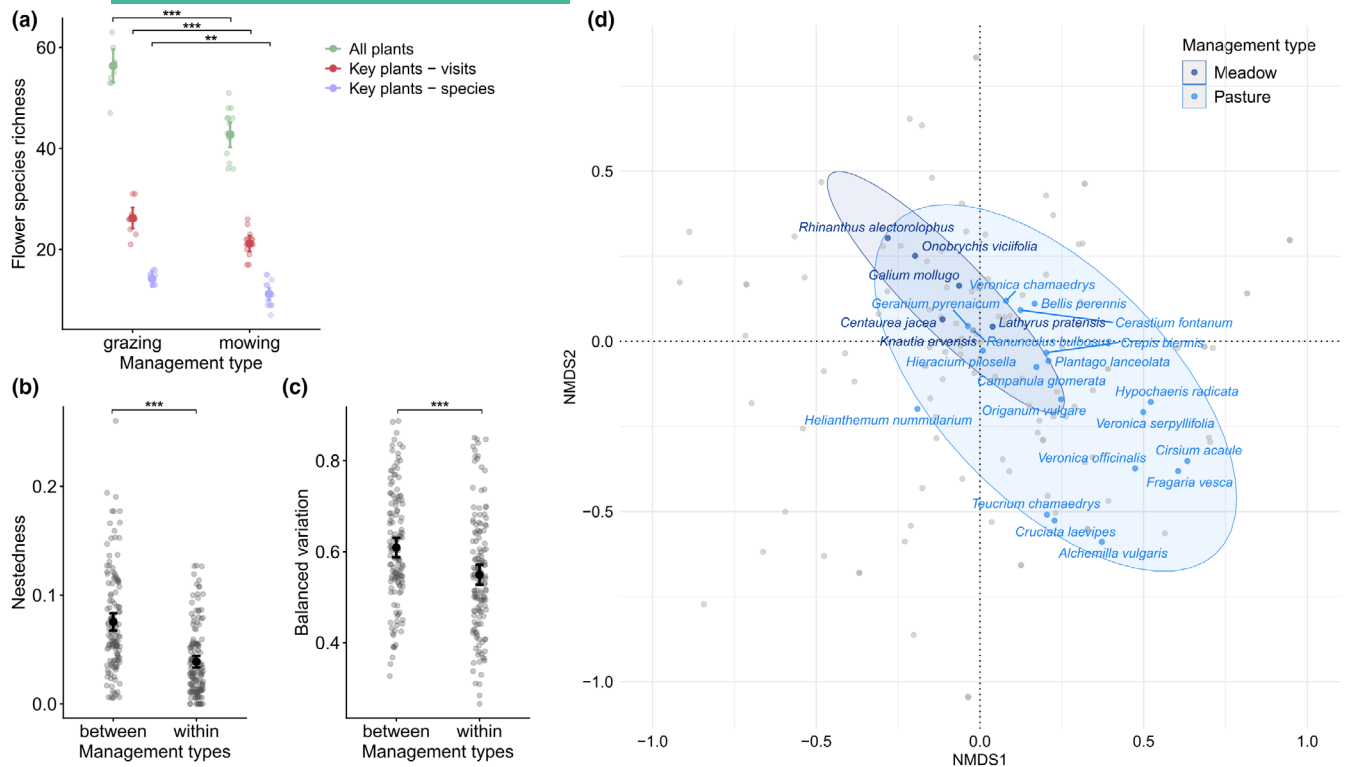 (a)
***
***
**
60
40
20
Flower species richness
grazing
mowing
Management type
All plants
Key plants − visits
Key plants − species
(b)
***
0.2
0.1
0.0
Nestedness
between
within
Management types
(c)
***
0.8
0.6
0.4
Balanced variation
between
within
Management types
(d)
Management type
Meadow
Pasture
0.5
0.0
−0.5
−1.0
NMDS2
Rhinanthus alectorolophus
Onobrychis viciifolia
Galium mollugo
Veronica chamaedrys
Geranium pyrenaicum
Bellis perennis
Centaurea jacea
Lathyrus pratensis
Cerastium fontanum
Knautia arvensis
Ranunculus bulbosus
Crepis biennis
Hieracium pilosella
Plantago lanceolata
Campanula glomerata
Hypochaeris radicata
Helianthemum nummularium
Origanum vulgare
Veronica serpyllifolia
Cirsium acaule
Veronica officinalis
Fragaria vesca
Teucrium chamaedrys
Cruciata laevipes
Alchemilla vulgaris
−1.0
−0.5
0.0
0.5
1.0
NMDS1